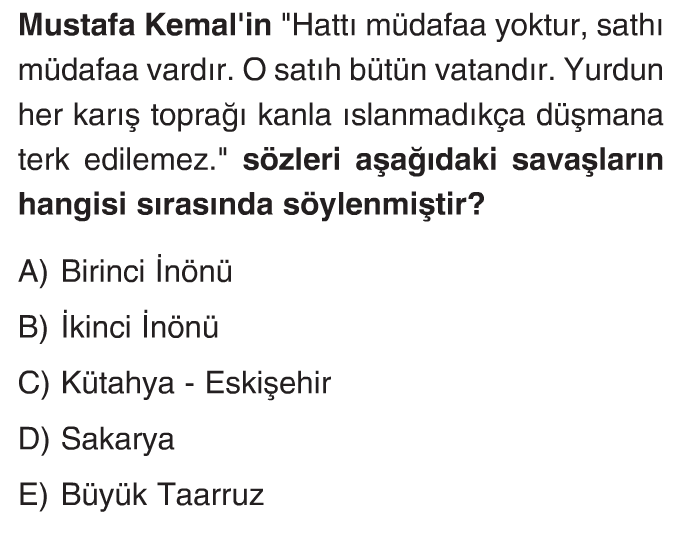 Mustafa Kemal'in "Hattı müdafaa yoktur, sathı
müdafaa vardır. O satıh bütün vatandır. Yurdun
her karış toprağı kanla ıslanmadıkça düşmana
terk edilemez." sözleri aşağıdaki savaşların
hangisi sırasında söylenmiştir?
A) Birinci İnönü
B) İkinci İnönü
C) Kütahya - Eskişehir
D) Sakarya
E) Büyük Taarruz